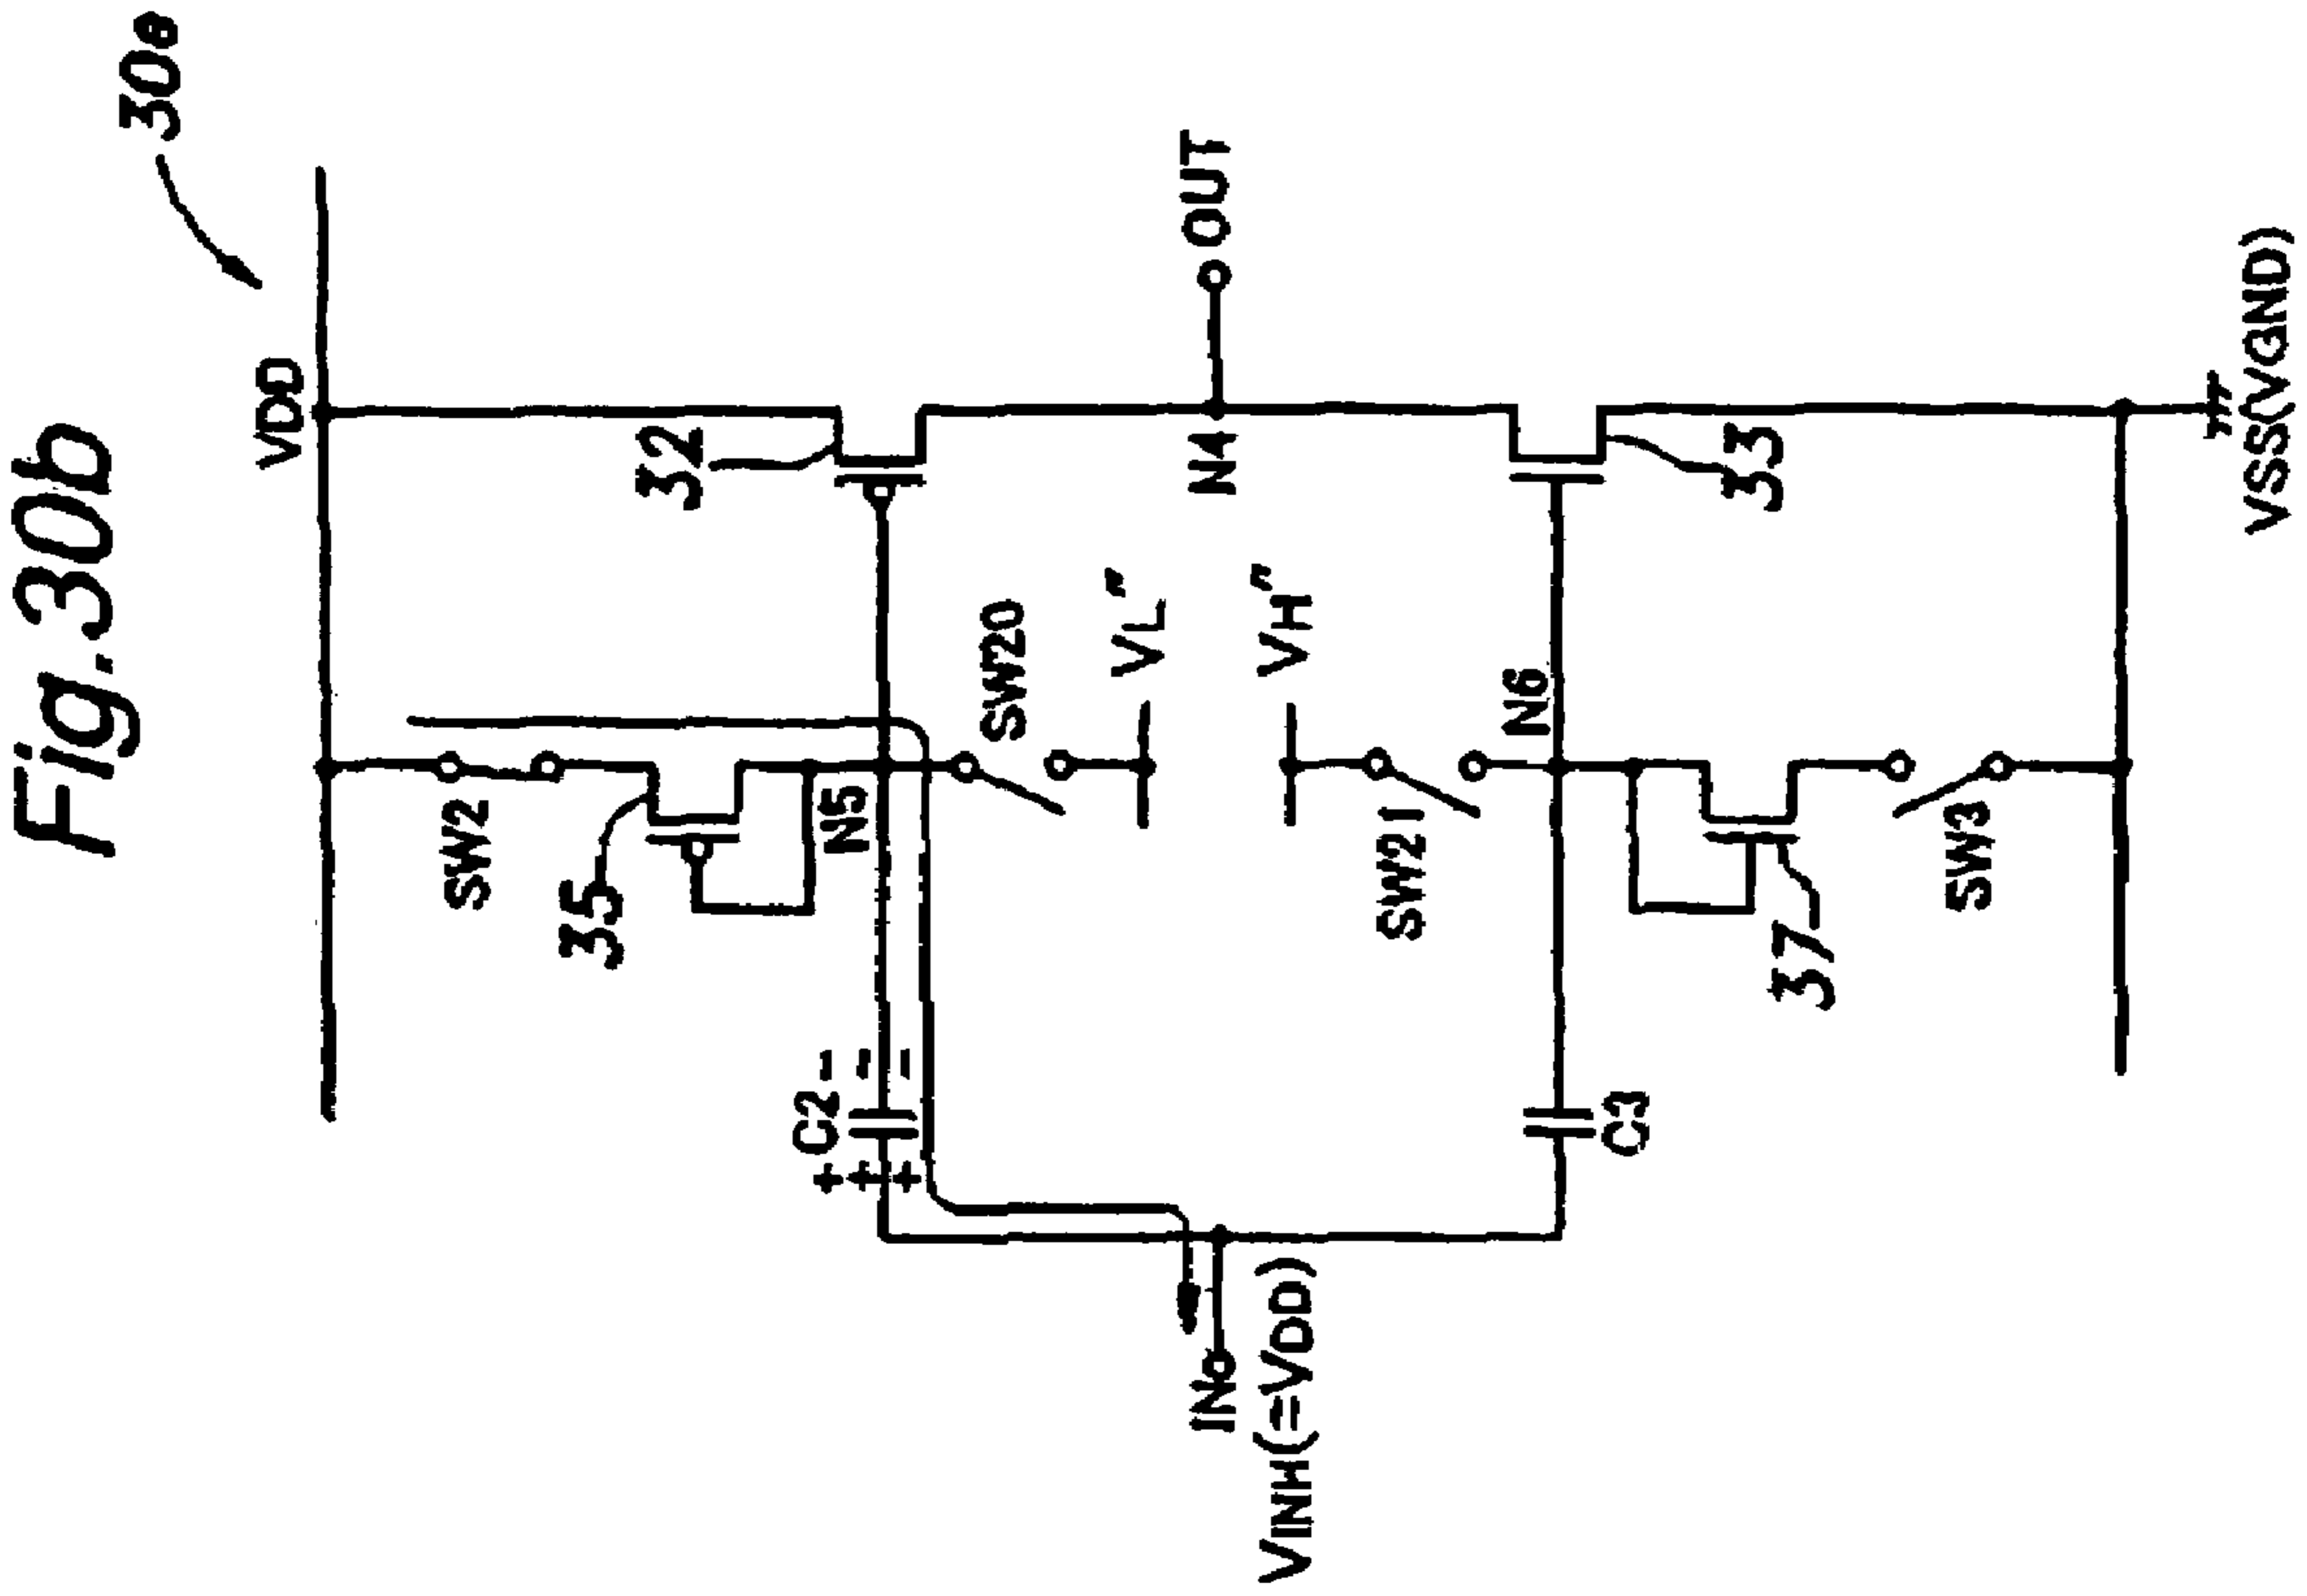 Fig.30b
30e
VDD
SW2
32
35
C2
+ -
+ -
+ -
N5
SW20
VL"
IN
N4
OUT
VINH(=VDD)
VH"
SW21
N6
C3
33
37
SW3
VSS(VGND)